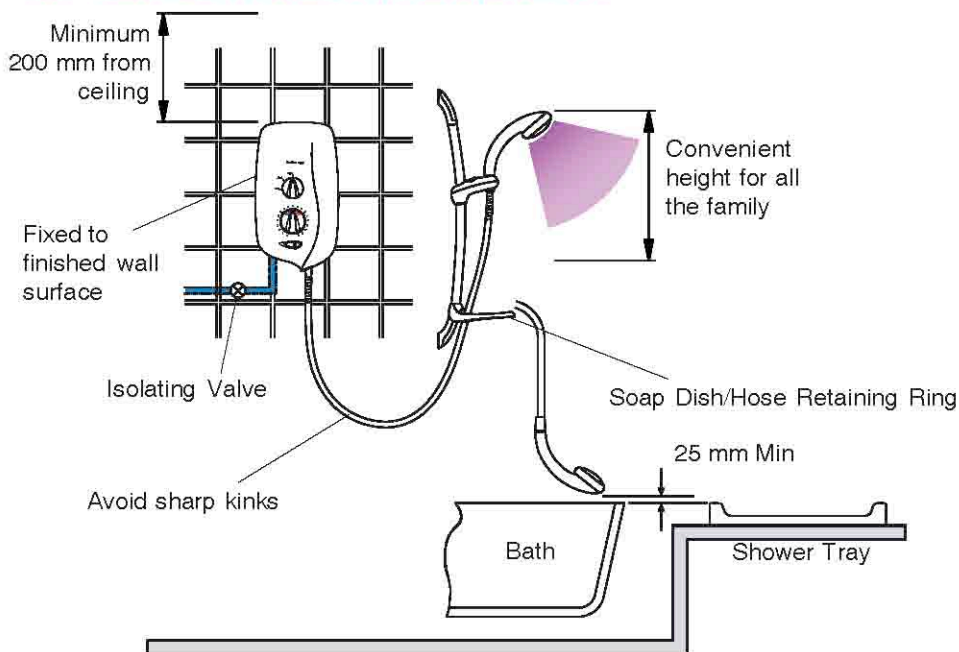 Minimum
200 mm from
ceiling
Convenient
height for all
the family
Fixed to
finished wall
surface
Isolating Valve
Soap Dish/Hose Retaining Ring
25 mm Min
Avoid sharp kinks
Bath
Shower Tray